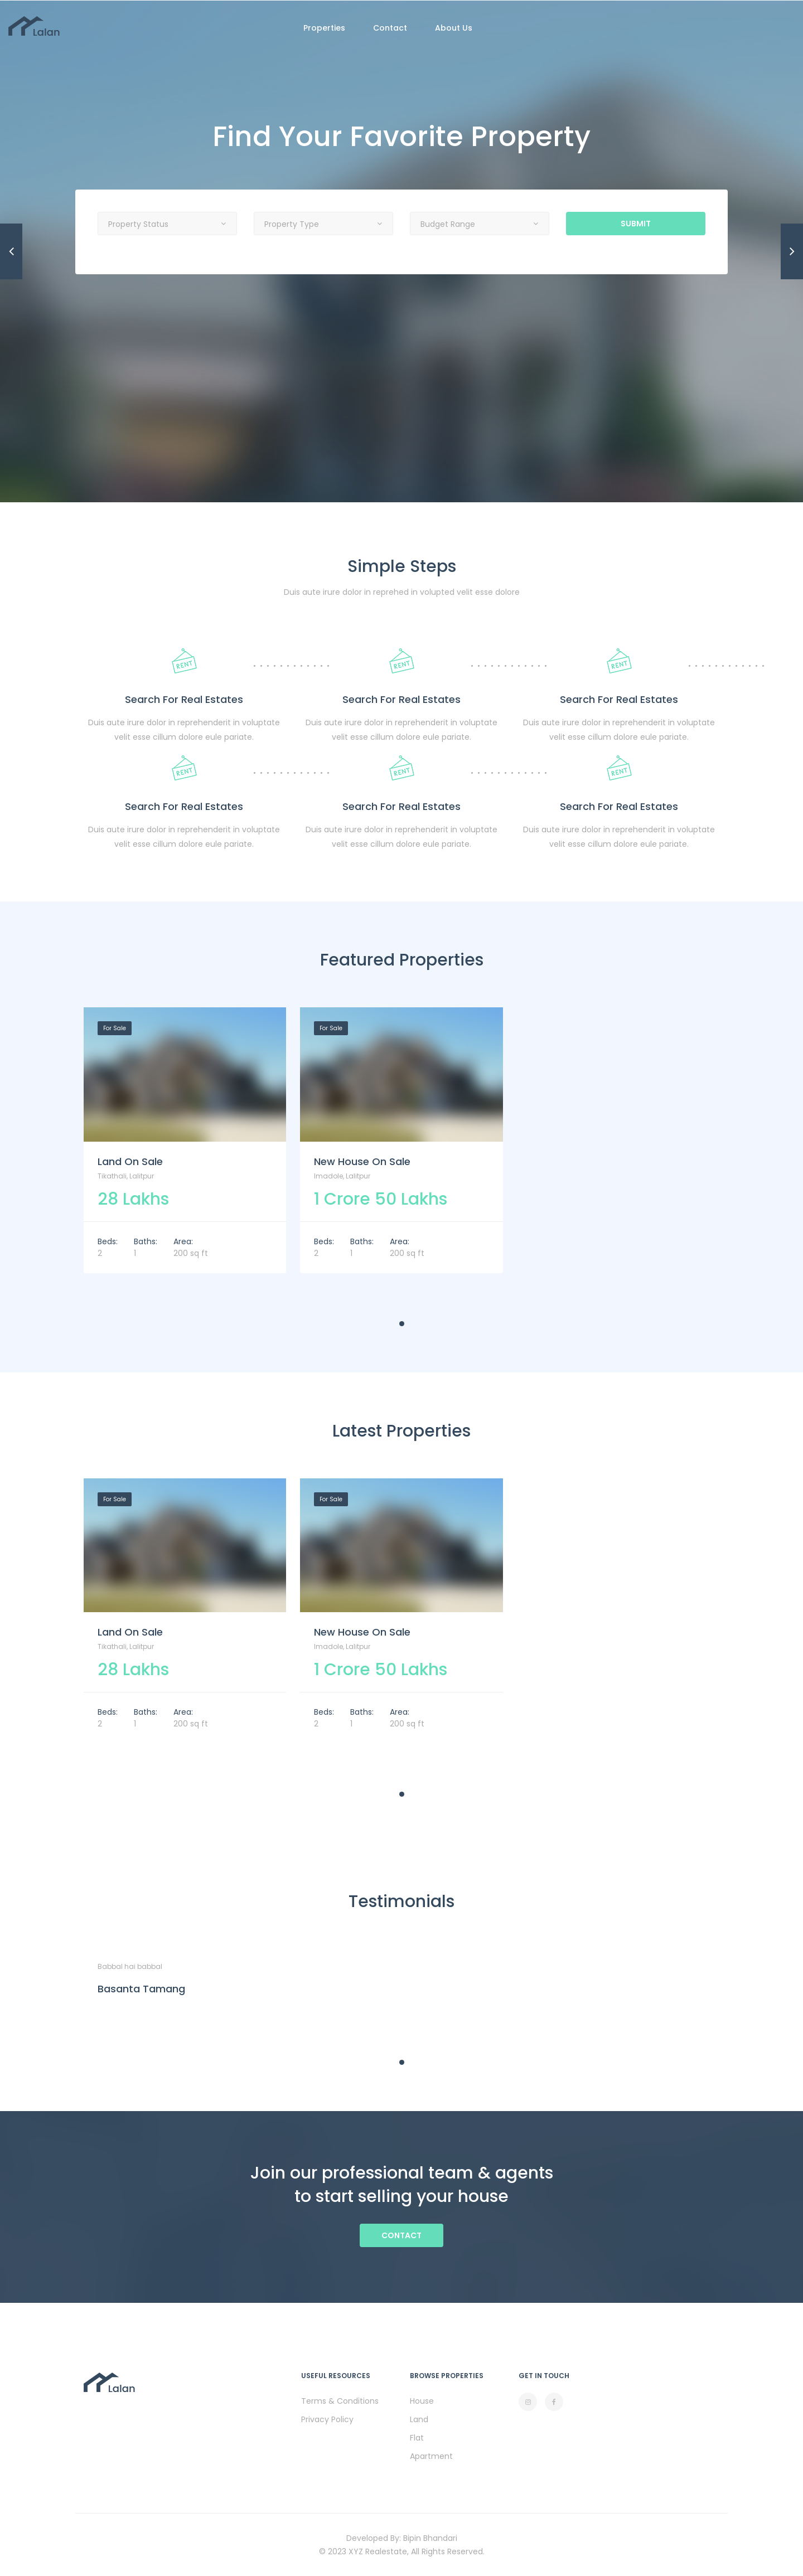 Lalan
Properties Contact About Us
Find Your Favorite Property
Property Status Property Type Budget Range SUBMIT
Simple Steps
Duis aute irure dolor in reprehed in volupted velit esse dolore
RENT RENT RENT
Search For Real Estates Search For Real Estates Search For Real Estates
Duis aute irure dolor in reprehenderit in voluptate Duis aute irure dolor in reprehenderit in voluptate Duis aute irure dolor in reprehenderit in voluptate
velit esse cillum dolore eule pariate. velit esse cillum dolore eule pariate. velit esse cillum dolore eule pariate.
RENT RENT RENT
Search For Real Estates Search For Real Estates Search For Real Estates
Duis aute irure dolor in reprehenderit in voluptate Duis aute irure dolor in reprehenderit in voluptate Duis aute irure dolor in reprehenderit in voluptate
velit esse cillum dolore eule pariate. velit esse cillum dolore eule pariate. velit esse cillum dolore eule pariate.
Featured Properties
For Sale For Sale
Land On Sale New House On Sale
Tikathali, Lalitpur Imadole, Lalitpur
28 Lakhs 1 Crore 50 Lakhs
Beds: Baths: Area: Beds: Baths: Area:
2 1 200 sq ft 2 1 200 sq ft
Latest Properties
For Sale For Sale
Land On Sale New House On Sale
Tikathali, Lalitpur Imadole, Lalitpur
28 Lakhs 1 Crore 50 Lakhs
Beds: Baths: Area: Beds: Baths: Area:
2 1 200 sq ft 2 1 200 sq ft
Testimonials
Babbal hai babbal
Basanta Tamang
Join our professional team & agents
to start selling your house
CONTACT
Lalan
USEFUL RESOURCES BROWSE PROPERTIES GET IN TOUCH
Terms & Conditions House
Privacy Policy Land
Flat
Apartment
Developed By: Bipin Bhandari
© 2023 XYZ Realestate, All Rights Reserved.